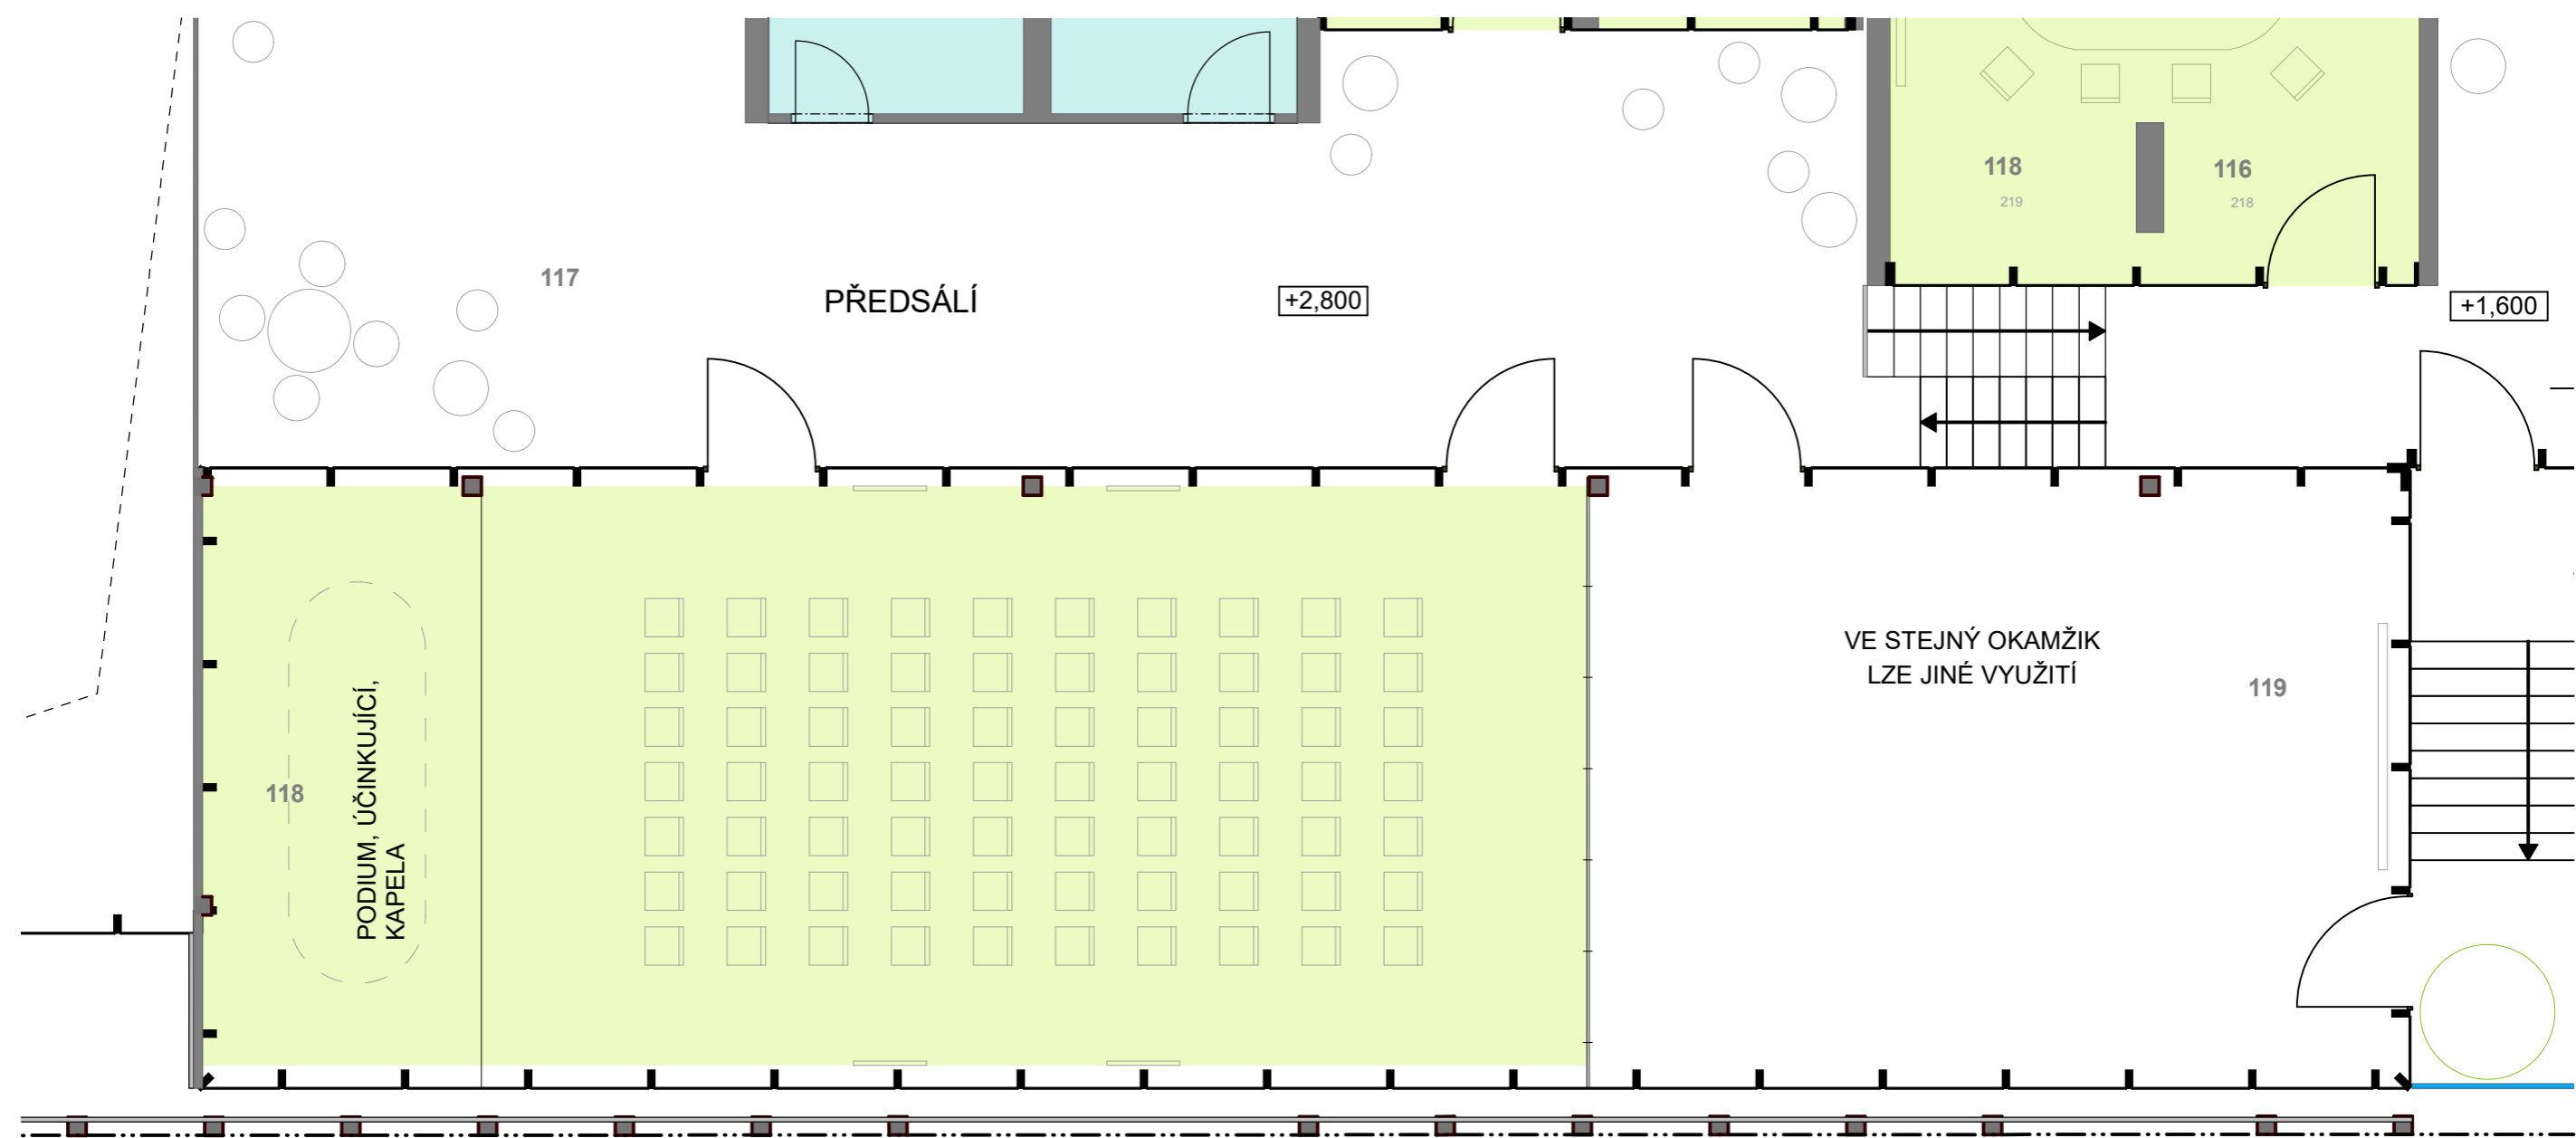 118
116
219
218
117
PŘEDSÁLÍ
+2,800
+1,600
VE STEJNÝ OKAMŽIK
LZE JINÉ VYUŽITÍ
119
118
PODIUM, ÚČINKUJÍCÍ,
KAPELA